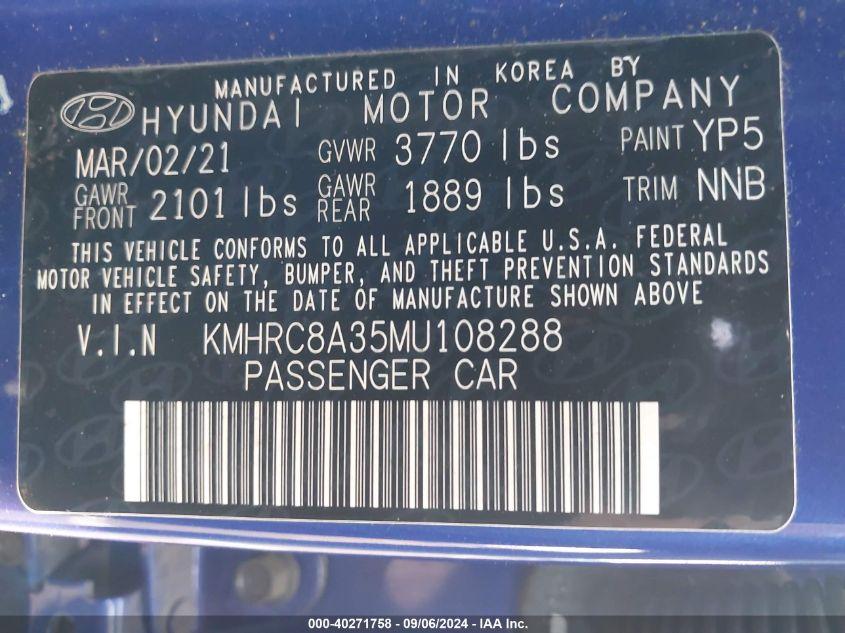 MANUFACTURED IN KOREA BY
HYUNDAI MOTOR COMPANY
MAR/02/21 GVWR 3770 lbs PAINT YP5
GAWR FRONT 2101 lbs GAWR REAR 1889 lbs TRIM NNB
THIS VEHICLE CONFORMS TO ALL APPLICABLE U.S.A. FEDERAL
MOTOR VEHICLE SAFETY, BUMPER, AND THEFT PREVENTION STANDARDS
IN EFFECT ON THE DATE OF MANUFACTURE SHOWN ABOVE
V.I.N KMHRC8A35MU108288
PASSENGER CAR
000-40271758 - 09/06/2024 - IAA Inc.